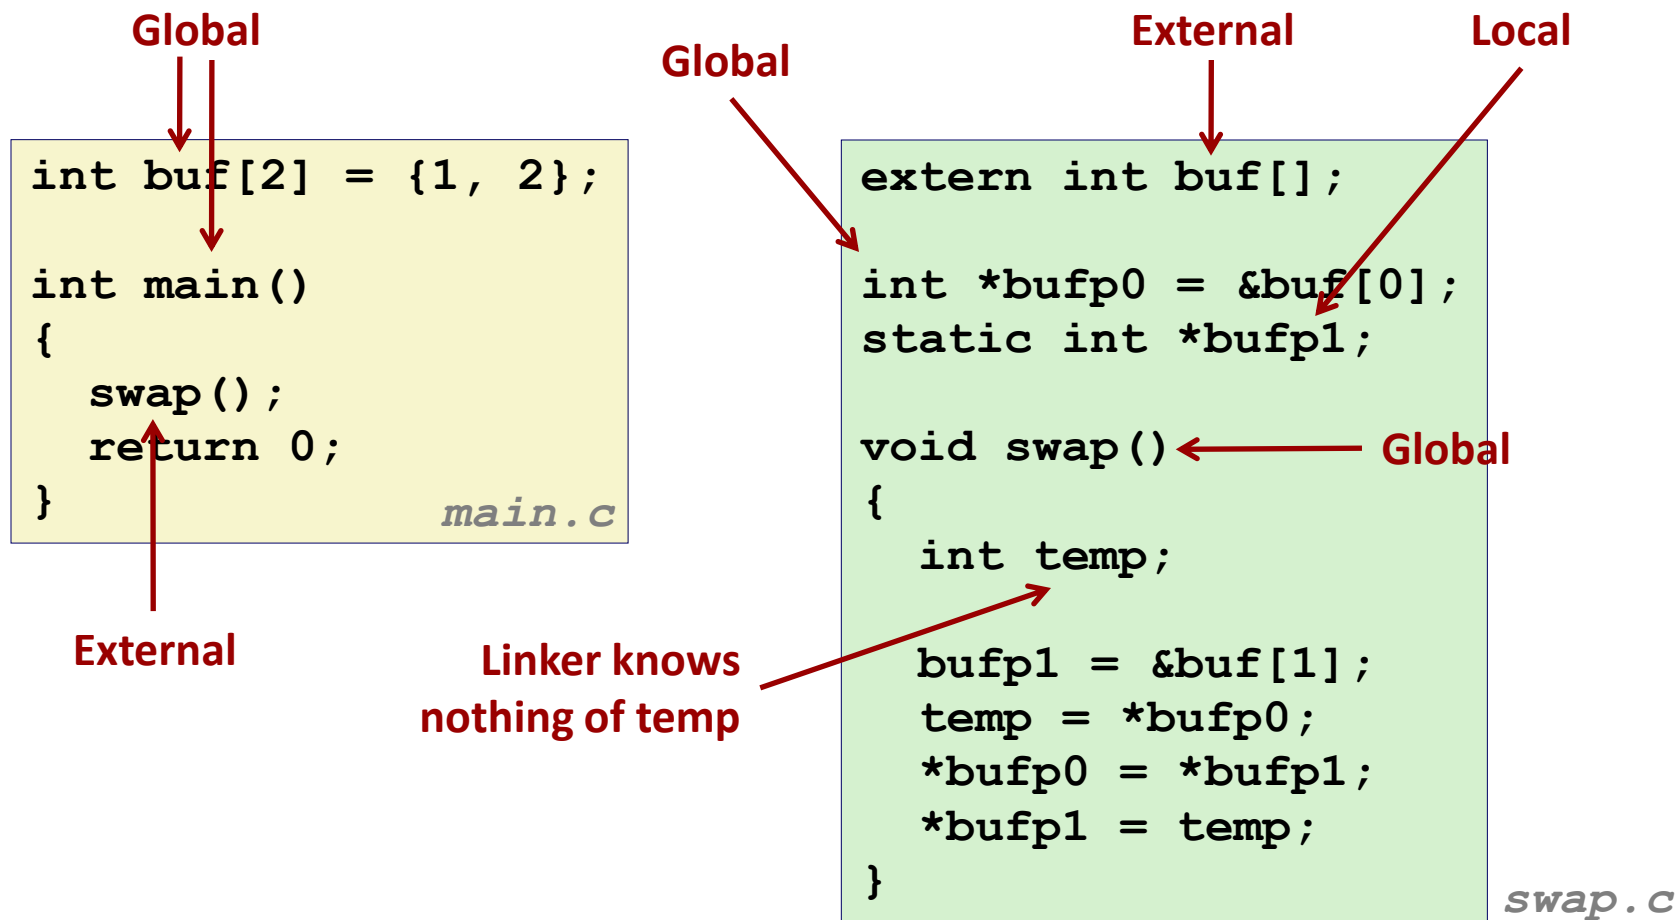 Global
Global
External
Local
int buf[2] = {1, 2};
int main()
{
swap();
return 0;
}
main.c
External
extern int buf[];
int *bufp0 = &buf[0];
static int *bufp1;
void swap()
Global
{
int temp;
Linker knows
nothing of temp
bufp1 = &buf[1];
temp = *bufp0;
*bufp0 = *bufp1;
*bufp1 = temp;
}
swap.c